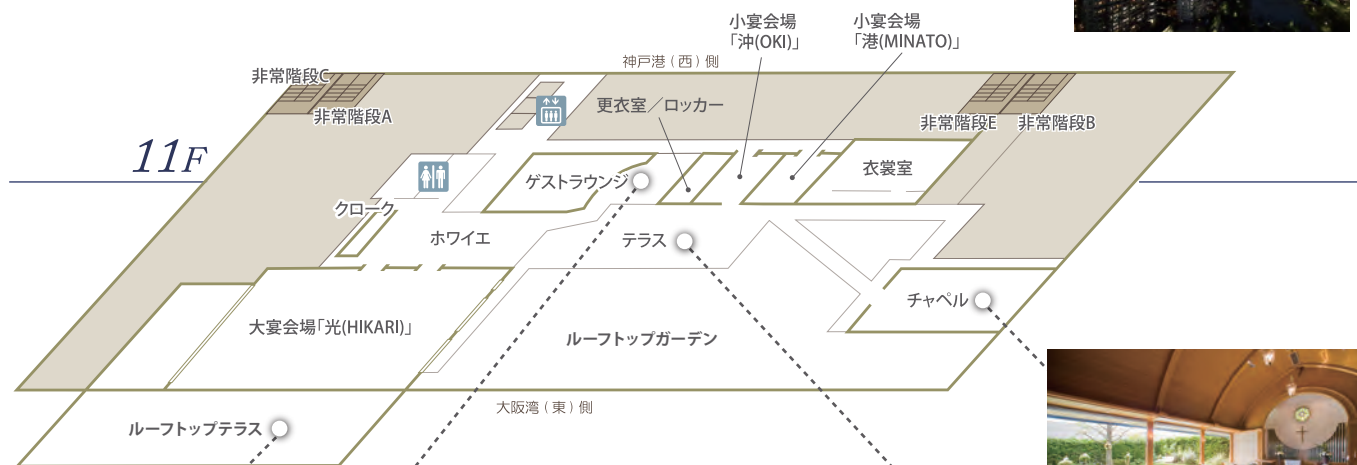 小宴会場
「沖(OKI)」
小宴会場
「港(MINATO)」
神戸港（西）側
非常階段C
非常階段A
更衣室／ロッカー
非常階段E
非常階段B
11F
ゲストラウンジ
衣裳室
クローク
ホワイエ
テラス
チャペル
大宴会場「光(HIKARI)」
ルーフトップガーデン
大阪湾（東）側
ルーフトップテラス